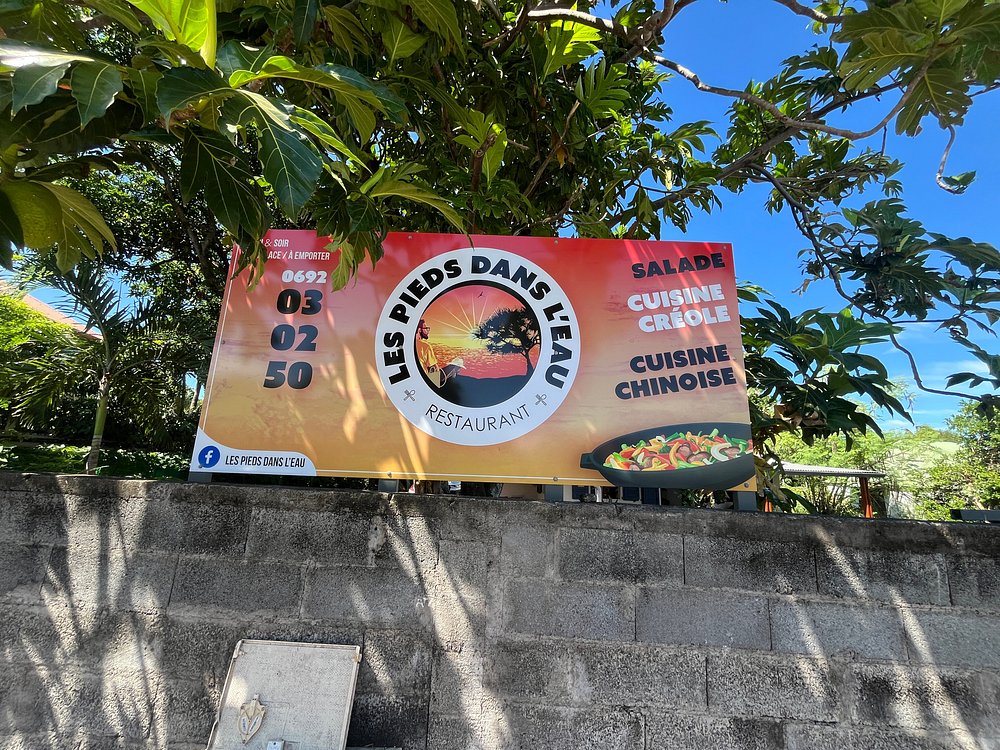 & SOIR
/ À EMPORTER
0692
03
02
50
LES PIEDS DANS L'EAU
RESTAURANT
SALADE
CUISINE
CRÉOLE
CUISINE
CHINOISE
LES PIEDS DANS L'EAU